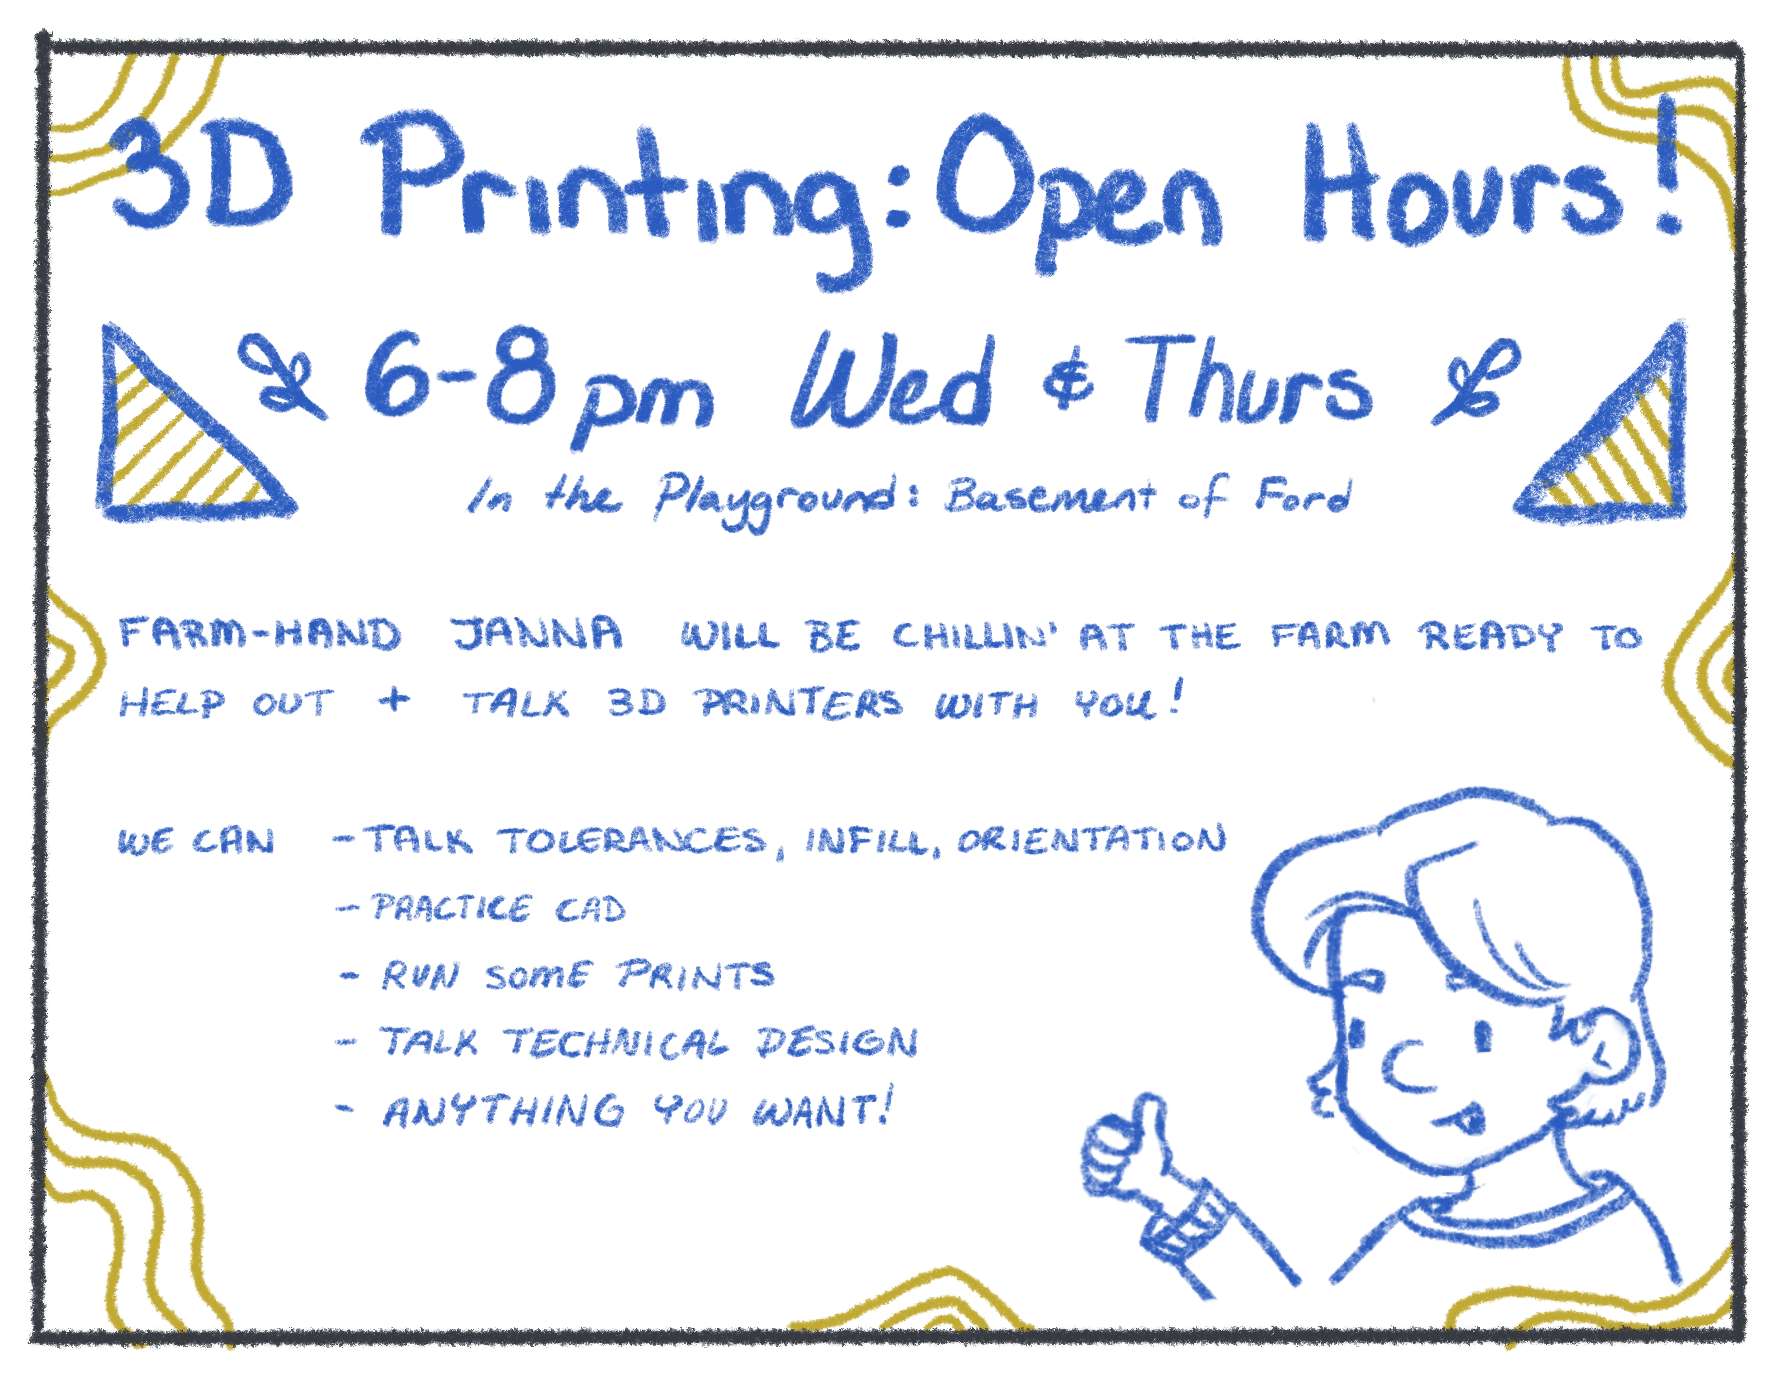 3D Printing: Open Hours!
6-8pm Wed & Thurs
In the Playground: Basement of Ford
FARM-HAND JANNA WILL BE CHILLIN' AT THE FARM READY TO
HELP OUT + TALK 3D PRINTERS WITH YOU!
WE CAN - TALK TOLERANCES, INFILL, ORIENTATION
- PRACTICE CAD
- RUN SOME PRINTS
- TALK TECHNICAL DESIGN
- ANYTHING YOU WANT!